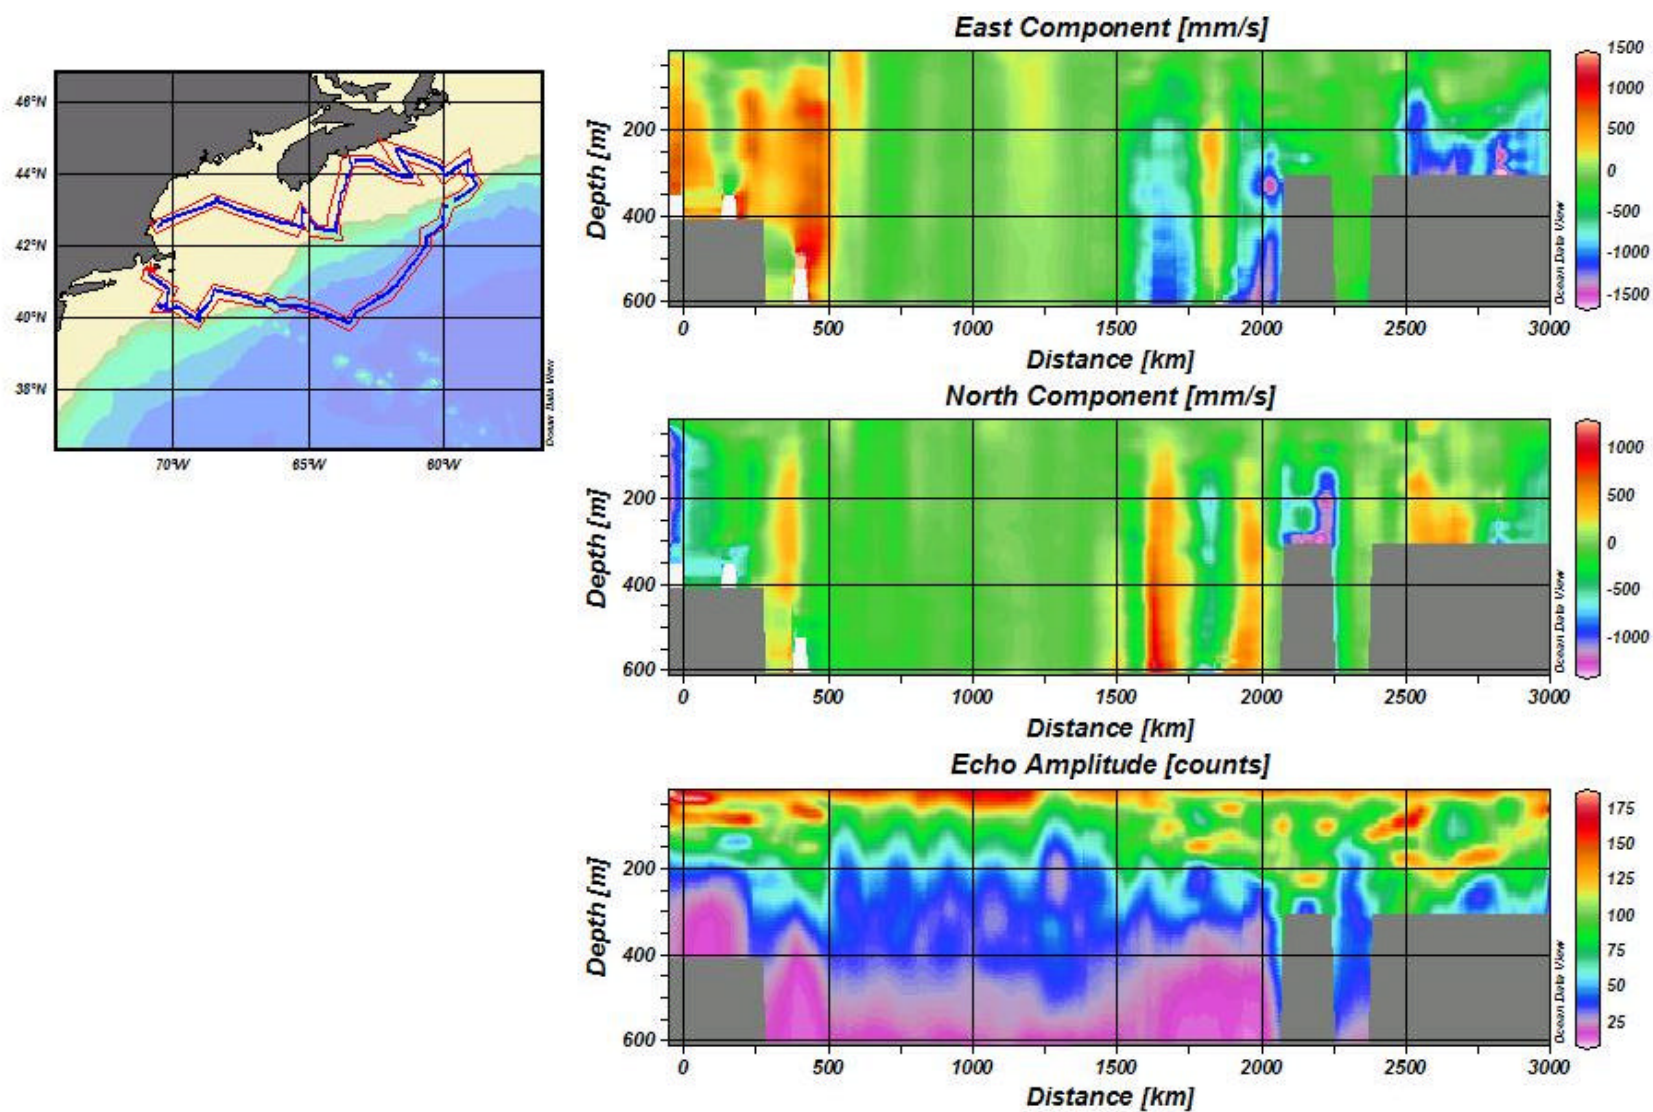 46°N
44°N
42°N
40°N
38°N
70°W
65°W
60°W
Ocean Data View
East Component [mm/s]
Depth [m]
200
400
600
0
500
1000
1500
2000
2500
3000
Distance [km]
1500
1000
500
0
-500
-1000
-1500
Ocean Data View
North Component [mm/s]
Depth [m]
200
400
600
0
500
1000
1500
2000
2500
3000
Distance [km]
1000
500
0
-500
-1000
Ocean Data View
Echo Amplitude [counts]
Depth [m]
200
400
600
0
500
1000
1500
2000
2500
3000
Distance [km]
175
150
125
100
75
50
25
Ocean Data View